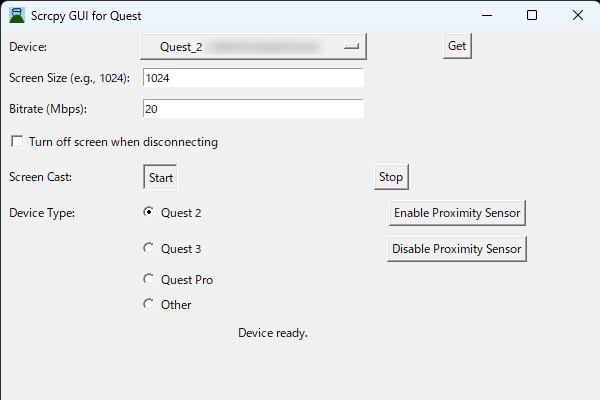 Scrcpy GUI for Quest
Device: Quest_2 Get
Screen Size (e.g., 1024): 1024
Bitrate (Mbps): 20
Turn off screen when disconnecting
Screen Cast: Start Stop
Device Type: Quest 2 Enable Proximity Sensor
Quest 3 Disable Proximity Sensor
Quest Pro
Other
Device ready.